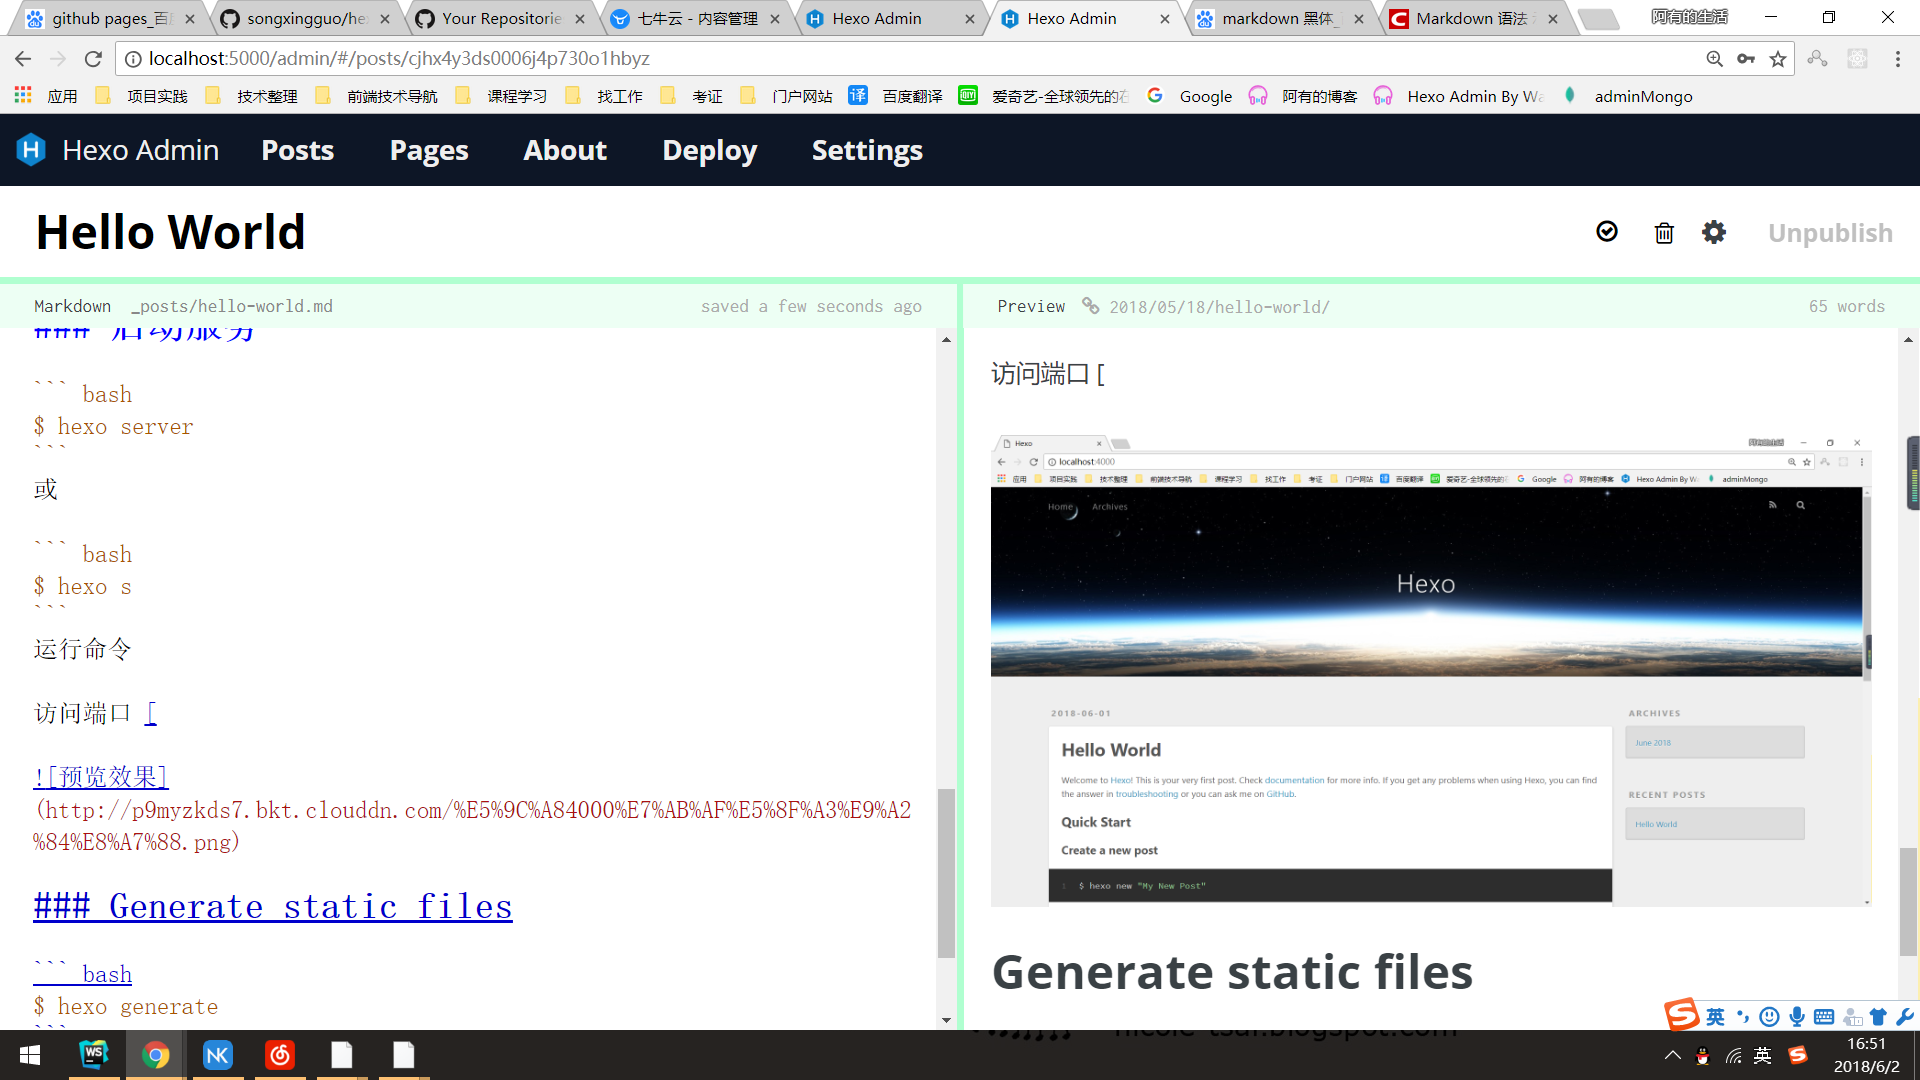 github pages_百度
songxingguo/hex
Your Repositorie
七牛云 - 内容管理
Hexo Admin
Hexo Admin
markdown 黑体_
Markdown 语法
阿有的生活
localhost:5000/admin/#/posts/cjhx4y3ds0006j4p730o1hbyz
应用 项目实践 技术整理 前端技术导航 课程学习 找工作 考证 门户网站 百度翻译 爱奇艺-全球领先的在 Google 阿有的博客 Hexo Admin By Wa adminMongo
Hexo Admin Posts Pages About Deploy Settings
Hello World
Unpublish
Markdown _posts/hello-world.md saved a few seconds ago
### 启动服务
``` bash
$ hexo server
```
或
``` bash
$ hexo s
```
运行命令
访问端口 [
![预览效果]
(http://p9myzkds7.bkt.clouddn.com/%E5%9C%A84000%E7%AB%AF%E5%8F%A3%E9%A2
%84%E8%A7%88.png)
### Generate static files
``` bash
$ hexo generate
```
Preview 2018/05/18/hello-world/ 65 words
访问端口 [
Hexo
阿有的生活
localhost:4000
应用 项目实践 技术整理 前端技术导航 课程学习 找工作 考证 门户网站 百度翻译 爱奇艺-全球领先的在 Google 阿有的博客 Hexo Admin By Wa adminMongo
Home Archives
Hexo
2018-06-01
Hello World
Welcome to Hexo! This is your very first post. Check documentation for more info. If you get any problems when using Hexo, you can find
the answer in troubleshooting or you can ask me on GitHub.
Quick Start
Create a new post
1 $ hexo new "My New Post"
ARCHIVES
June 2018
RECENT POSTS
Hello World
Generate static files
nicole-tsui.blogspot.com
英
英
16:51
2018/6/2